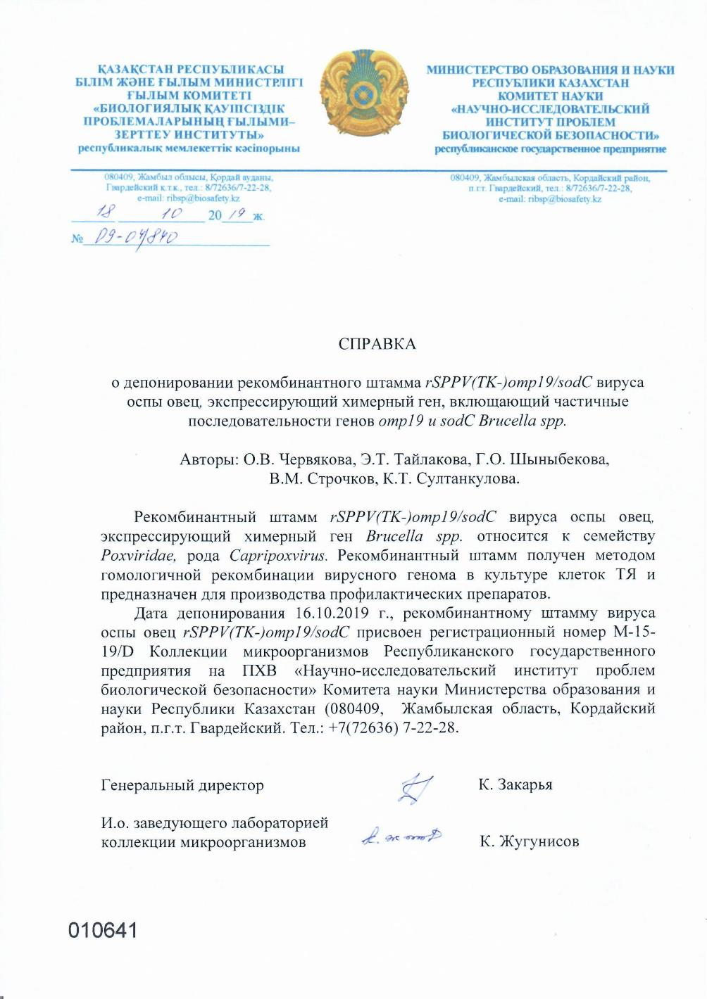 ҚАЗАҚСТАН РЕСПУБЛИКАСЫ
БІЛІМ ЖӘНЕ ҒЫЛЫМ МИНИСТРЛІГІ
ҒЫЛЫМ КОМИТЕТІ
«БИОЛОГИЯЛЫҚ ҚАУІПСІЗДІК
ПРОБЛЕМАЛАРЫНЫҢ ҒЫЛЫМИ–
ЗЕРТТЕУ ИНСТИТУТЫ»
республикалық мемлекеттік кәсіпорыны
МИНИСТЕРСТВО ОБРАЗОВАНИЯ И НАУКИ
РЕСПУБЛИКИ КАЗАХСТАН
КОМИТЕТ НАУКИ
«НАУЧНО-ИССЛЕДОВАТЕЛЬСКИЙ
ИНСТИТУТ ПРОБЛЕМ
БИОЛОГИЧЕСКОЙ БЕЗОПАСНОСТИ»
республиканское государственное предприятие
080409, Жамбыл облысы, Қордай ауданы,
Гвардейский к.т.к., тел.: 8/72636/7-22-28,
e-mail: ribsp@biosafety.kz
080409, Жамбылская область, Кордайский район,
п.г.т. Гвардейский, тел.: 8/72636/7-22-28,
e-mail: ribsp@biosafety.kz
18 10 2019 ж.
№ 09-04/840
СПРАВКА
о депонировании рекомбинантного штамма rSPPV(TK-)omp19/sodC вируса
оспы овец, экспрессирующий химерный ген, вклющающий частичные
последовательности генов omp19 и sodC Brucella spp.
Авторы: О.В. Червякова, Э.Т. Тайлакова, Г.О. Шыныбекова,
В.М. Строчков, К.Т. Султанкулова.
Рекомбинантный штамм rSPPV(TK-)omp19/sodC вируса оспы овец,
экспрессирующий химерный ген Brucella spp. относится к семейству
Poxviridae, рода Capripoxvirus. Рекомбинантный штамм получен методом
гомологичной рекомбинации вирусного генома в культуре клеток ТЯ и
предназначен для производства профилактических препаратов.
Дата депонирования 16.10.2019 г., рекомбинантному штамму вируса
оспы овец rSPPV(TK-)omp19/sodC присвоен регистрационный номер М-15-
19/D Коллекции микроорганизмов Республиканского государственного
предприятия на ПХВ «Научно-исследовательский институт проблем
биологической безопасности» Комитета науки Министерства образования и
науки Республики Казахстан (080409, Жамбылская область, Кордайский
район, п.г.т. Гвардейский. Тел.: +7(72636) 7-22-28.
Генеральный директор К. Закарья
И.о. заведующего лабораторией
коллекции микроорганизмов К. Жугунисов
010641